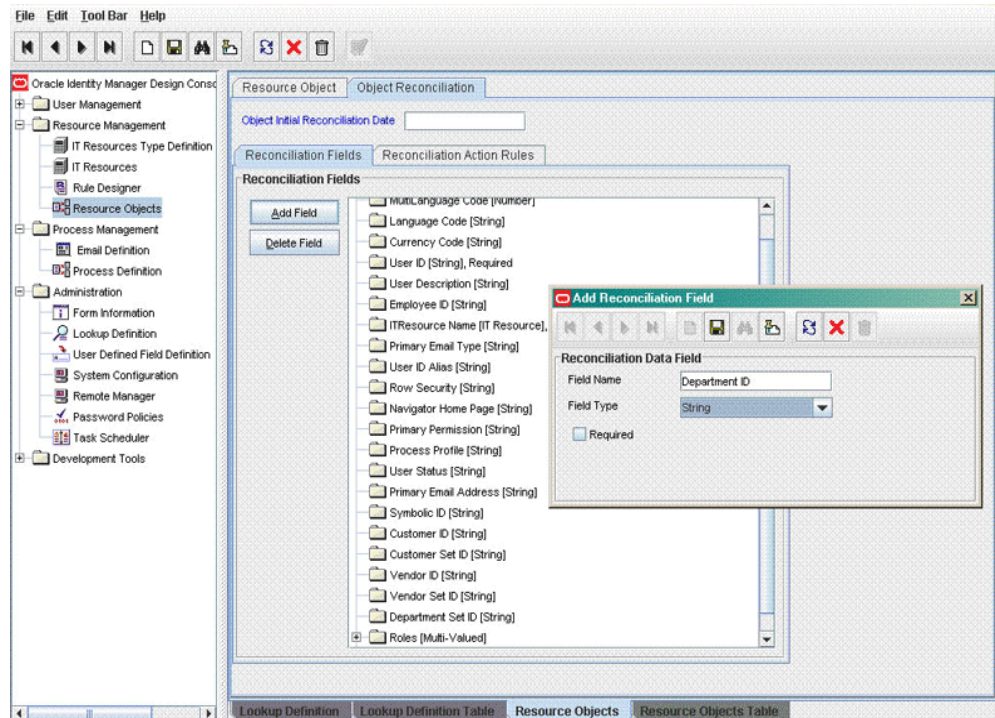 File Edit Tool Bar Help
Oracle Identity Manager Design Consc
User Management
Resource Management
IT Resources Type Definition
IT Resources
Rule Designer
Resource Objects
Process Management
Email Definition
Process Definition
Administration
Form Information
Lookup Definition
User Defined Field Definition
System Configuration
Remote Manager
Password Policies
Task Scheduler
Development Tools
Resource Object Object Reconciliation
Object Initial Reconciliation Date
Reconciliation Fields Reconciliation Action Rules
Reconciliation Fields
Add Field
Delete Field
MultiLanguage Code [Number]
Language Code [String]
Currency Code [String]
User ID [String], Required
User Description [String]
Employee ID [String]
ITResource Name [IT Resource],
Primary Email Type [String]
User ID Alias [String]
Row Security [String]
Navigator Home Page [String]
Primary Permission [String]
Process Profile [String]
User Status [String]
Primary Email Address [String]
Symbolic ID [String]
Customer ID [String]
Customer Set ID [String]
Vendor ID [String]
Vendor Set ID [String]
Department Set ID [String]
Roles [Multi-Valued]
Add Reconciliation Field
Reconciliation Data Field
Field Name Department ID
Field Type String
Required
Lookup Definition Lookup Definition Table Resource Objects Resource Objects Table